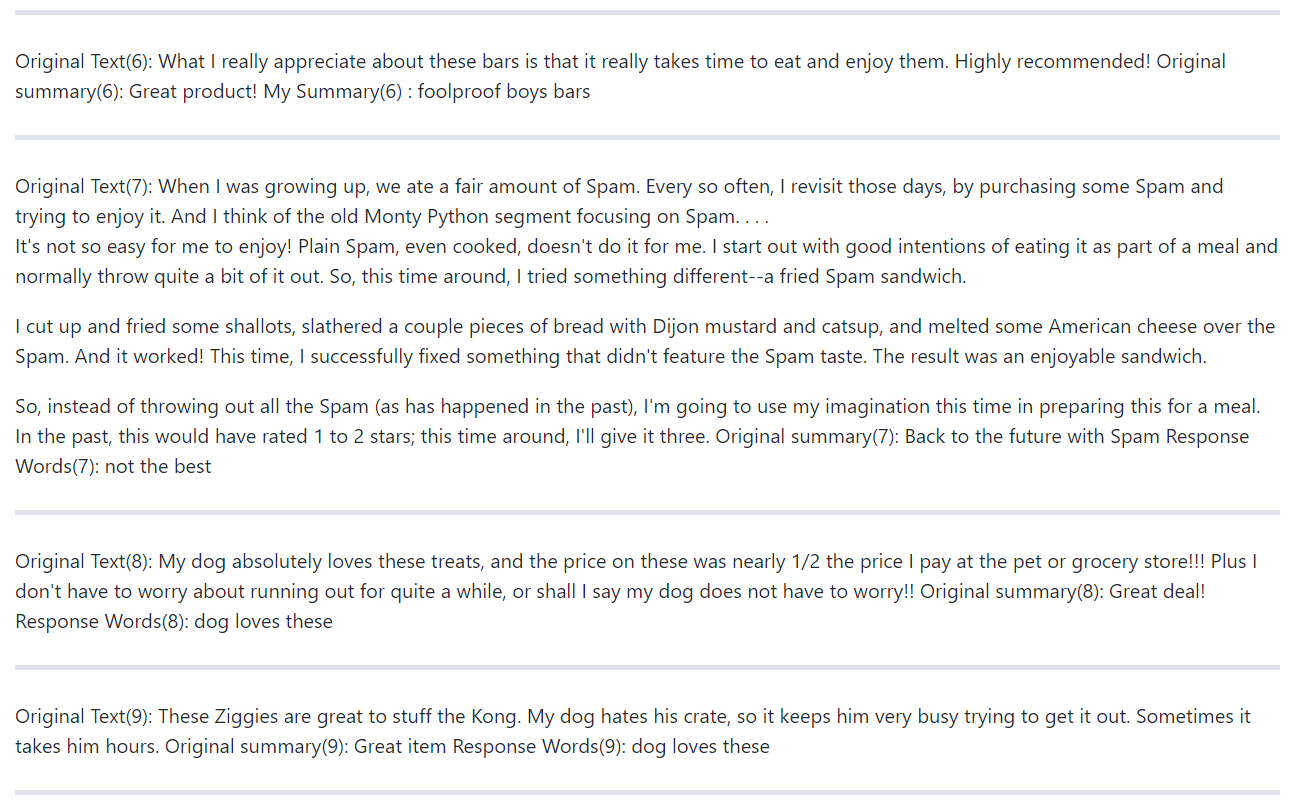 Original Text(6): What I really appreciate about these bars is that it really takes time to eat and enjoy them. Highly recommended! Original
summary(6): Great product! My Summary(6) : foolproof boys bars
Original Text(7): When I was growing up, we ate a fair amount of Spam. Every so often, I revisit those days, by purchasing some Spam and
trying to enjoy it. And I think of the old Monty Python segment focusing on Spam. . . .
It's not so easy for me to enjoy! Plain Spam, even cooked, doesn't do it for me. I start out with good intentions of eating it as part of a meal and
normally throw quite a bit of it out. So, this time around, I tried something different--a fried Spam sandwich.
I cut up and fried some shallots, slathered a couple pieces of bread with Dijon mustard and catsup, and melted some American cheese over the
Spam. And it worked! This time, I successfully fixed something that didn't feature the Spam taste. The result was an enjoyable sandwich.
So, instead of throwing out all the Spam (as has happened in the past), I'm going to use my imagination this time in preparing this for a meal.
In the past, this would have rated 1 to 2 stars; this time around, I'll give it three. Original summary(7): Back to the future with Spam Response
Words(7): not the best
Original Text(8): My dog absolutely loves these treats, and the price on these was nearly 1/2 the price I pay at the pet or grocery store!!! Plus I
don't have to worry about running out for quite a while, or shall I say my dog does not have to worry!! Original summary(8): Great deal!
Response Words(8): dog loves these
Original Text(9): These Ziggies are great to stuff the Kong. My dog hates his crate, so it keeps him very busy trying to get it out. Sometimes it
takes him hours. Original summary(9): Great item Response Words(9): dog loves these